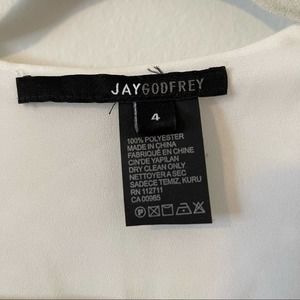 JAYGODFREY
4
100% POLYESTER
MADE IN CHINA
FABRIQUÉ EN CHINE
CIN'DE YAPILAN
DRY CLEAN ONLY
NETTOYER A SEC
SADECE TEMIZ, KURU
RN 112711
CA 00965